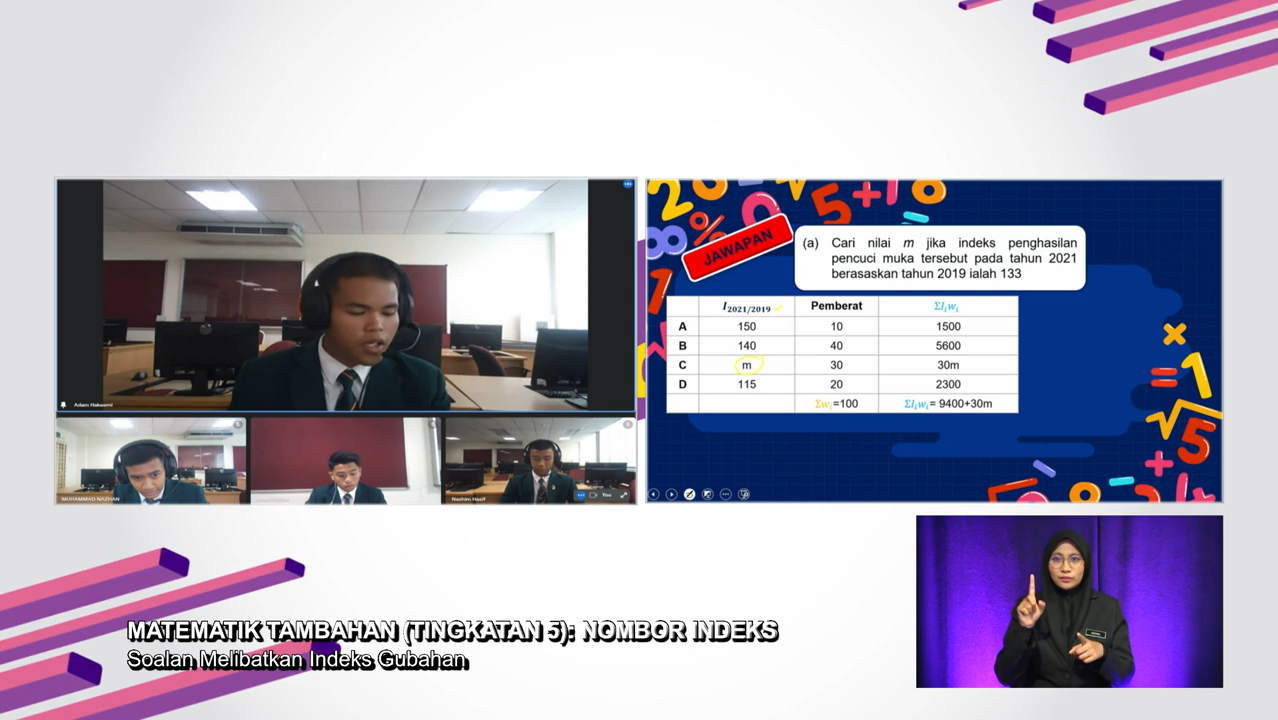 Adam Hakeemi
MUHAMMAD NAZHAN
Nazhim Hasif
You
JAWAPAN
(a) Cari nilai m jika indeks penghasilan
pencuci muka tersebut pada tahun 2021
berasaskan tahun 2019 ialah 133
I2021/2019 Pemberat ΣIiwi
A 150 10 1500
B 140 40 5600
C m 30 30m
D 115 20 2300
Σwi=100 ΣIiwi= 9400+30m
MATEMATIK TAMBAHAN (TINGKATAN 5): NOMBOR INDEKS
Soalan Melibatkan Indeks Gubahan